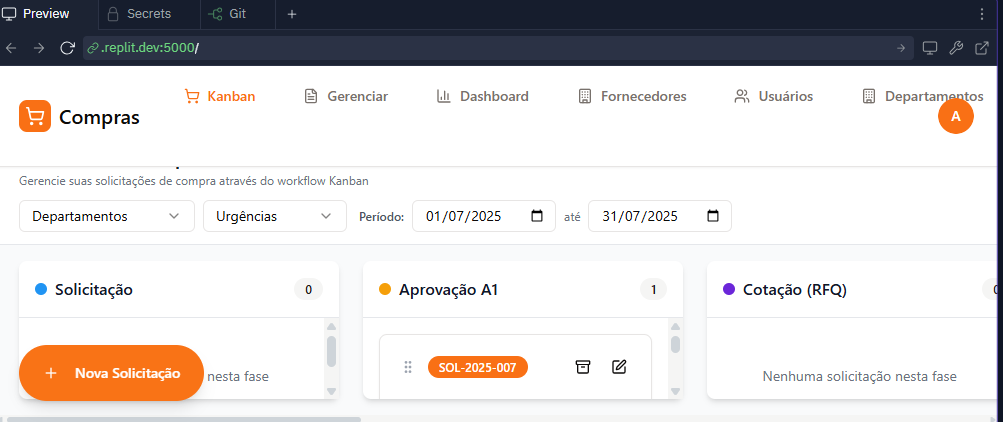 Preview Secrets Git
.replit.dev:5000/
Compras Kanban Gerenciar Dashboard Fornecedores Usuários Departamentos A
Gerencie suas solicitações de compra através do workflow Kanban
Departamentos Urgências Período: 01/07/2025 até 31/07/2025
Solicitação 0 Aprovação A1 1 Cotação (RFQ)
SOL-2025-007
+ Nova Solicitação nesta fase Nenhuma solicitação nesta fase